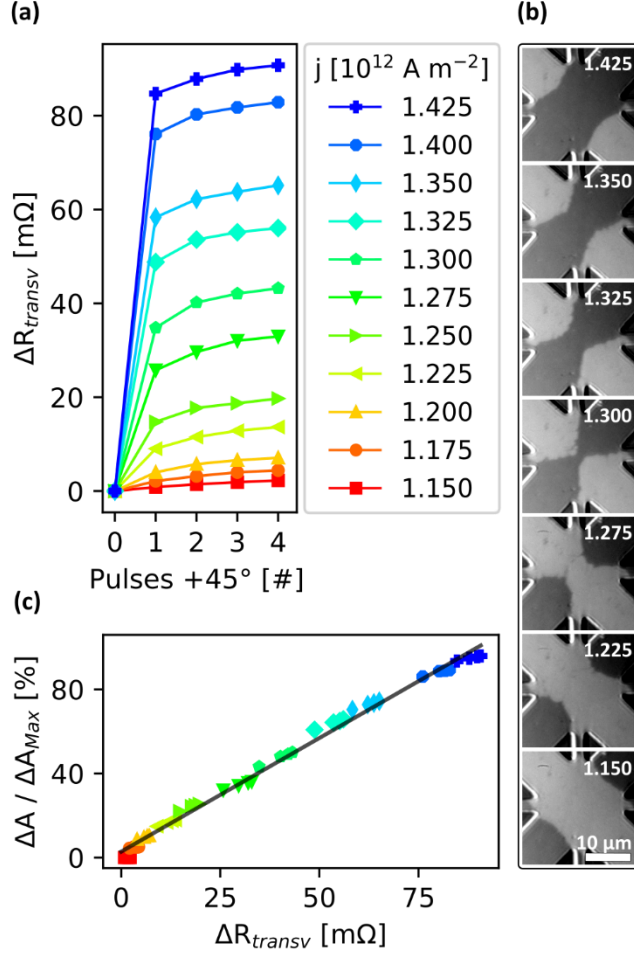 (a)
ΔR_transv [mΩ]
80
60
40
20
0
0 1 2 3 4
Pulses +45° [#]
j [10¹² A m⁻²]
1.425
1.400
1.350
1.325
1.300
1.275
1.250
1.225
1.200
1.175
1.150
(b)
1.425
1.350
1.325
1.300
1.275
1.225
1.150
10 µm
(c)
ΔA / ΔA_Max [%]
80
40
0
0 25 50 75
ΔR_transv [mΩ]